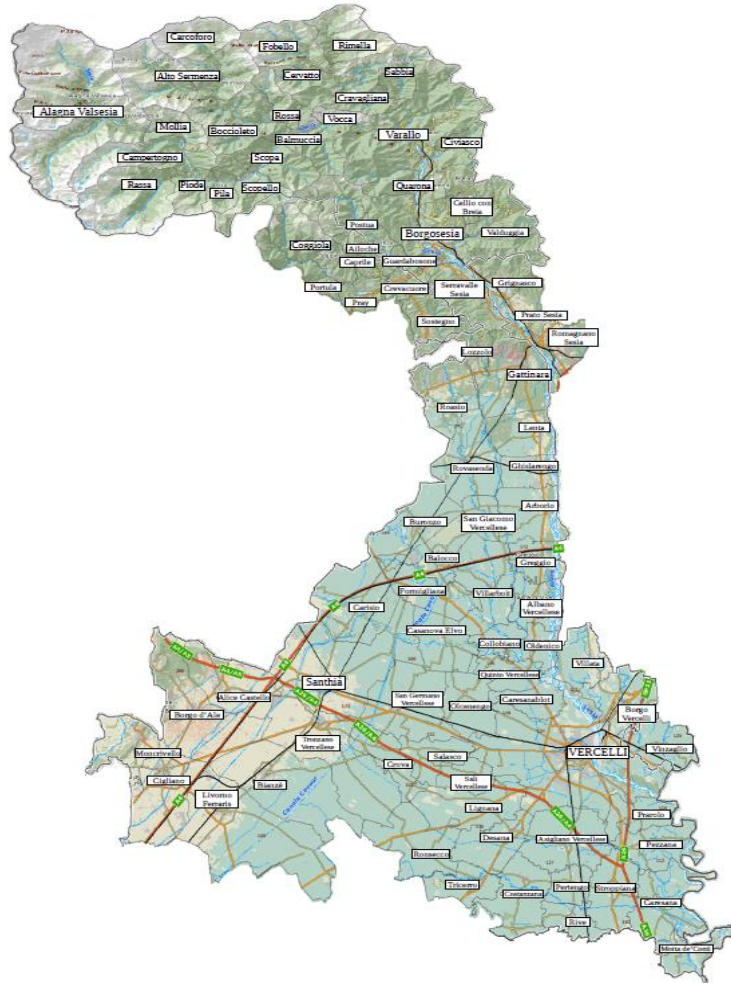 Carcoforo
Fobello
Rimella
Alto Sermenza
Cervatto
Sabbia
Alagna Valsesia
Cravagliana
Rossa
Vocca
Mollia
Boccioleto
Balmuccia
Varallo
Civiasco
Campertogno
Scopa
Rassa
Piode
Pila
Scopello
Quarona
Cellio con
Breia
Postua
Borgosesia
Valduggia
Coggiola
Ailoche
Caprile
Guardabosone
Portula
Pray
Crevacuore
Serravalle
Sesia
Grignasco
Sostegno
Prato Sesia
Romagnano
Sesia
Lozzolo
Gattinara
Roasio
Lenta
Rovasenda
Ghislarengo
Arborio
Buronzo
San Giacomo
Vercellese
Balocco
Greggio
Formigliana
Villarboit
Carisio
Albano
Vercellese
Casanova Elvo
Collobiano
Oldenico
Villata
Quinto Vercellese
Santhià
Alice Castello
San Germano
Vercellese
Olcenengo
Caresanablot
Borgo d'Ale
Borgo
Vercelli
Tronzano
Vercellese
Moncrivello
VERCELLI
Vinzaglio
Salasco
Crova
Cigliano
Bianzè
Livorno
Ferraris
Sali
Vercellese
Canale Cavour
Lignana
Prarolo
Desana
Asigliano Vercellese
Pezzana
Ronsecco
Tricerro
Costanzana
Pertengo
Stroppiana
Caresana
Rive
Motta de'Conti